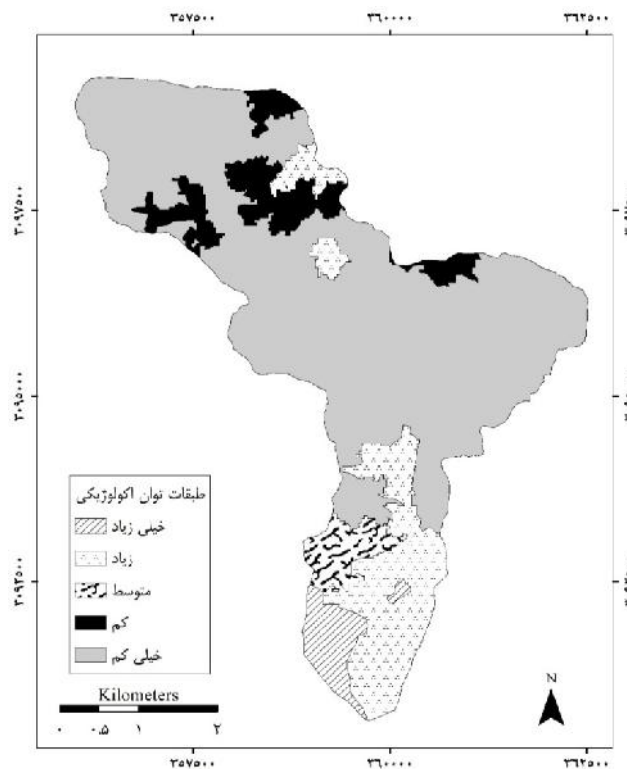 ۳۵۷۵۰۰ ۳۶۰۰۰۰ ۳۶۲۵۰۰
۳۰۹۷۵۰۰
۳۰۹۵۰۰۰
۳۰۹۲۵۰۰
طبقات توان اکولوژیکی
خیلی زیاد
زیاد
متوسط
کم
خیلی کم
Kilometers
۰ ۰.۵ ۱ ۲
N
۳۵۷۵۰۰ ۳۶۰۰۰۰ ۳۶۲۵۰۰